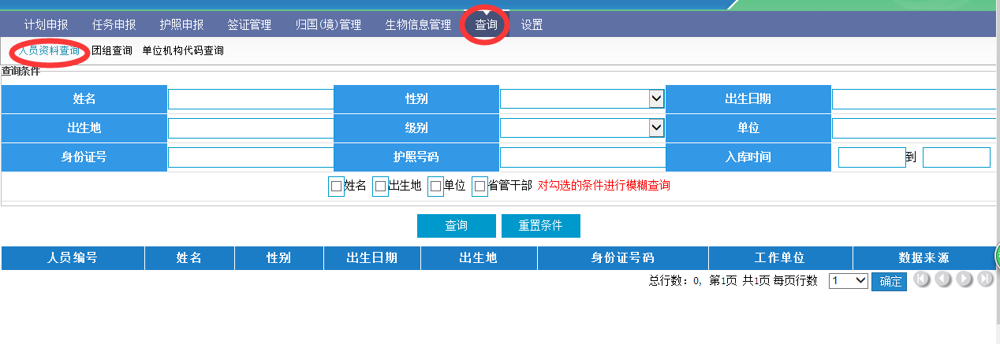 计划申报 任务申报 护照申报 签证管理 归国(境)管理 生物信息管理 查询 设置
人员资料查询 团组查询 单位机构代码查询
查询条件
姓名 性别 出生日期
出生地 级别 单位
身份证号 护照号码 入库时间 到
姓名 出生地 单位 省管干部 对勾选的条件进行模糊查询
查询 重置条件
人员编号 姓名 性别 出生日期 出生地 身份证号码 工作单位 数据来源
总行数：0, 第1页 共1页 每页行数 1 确定